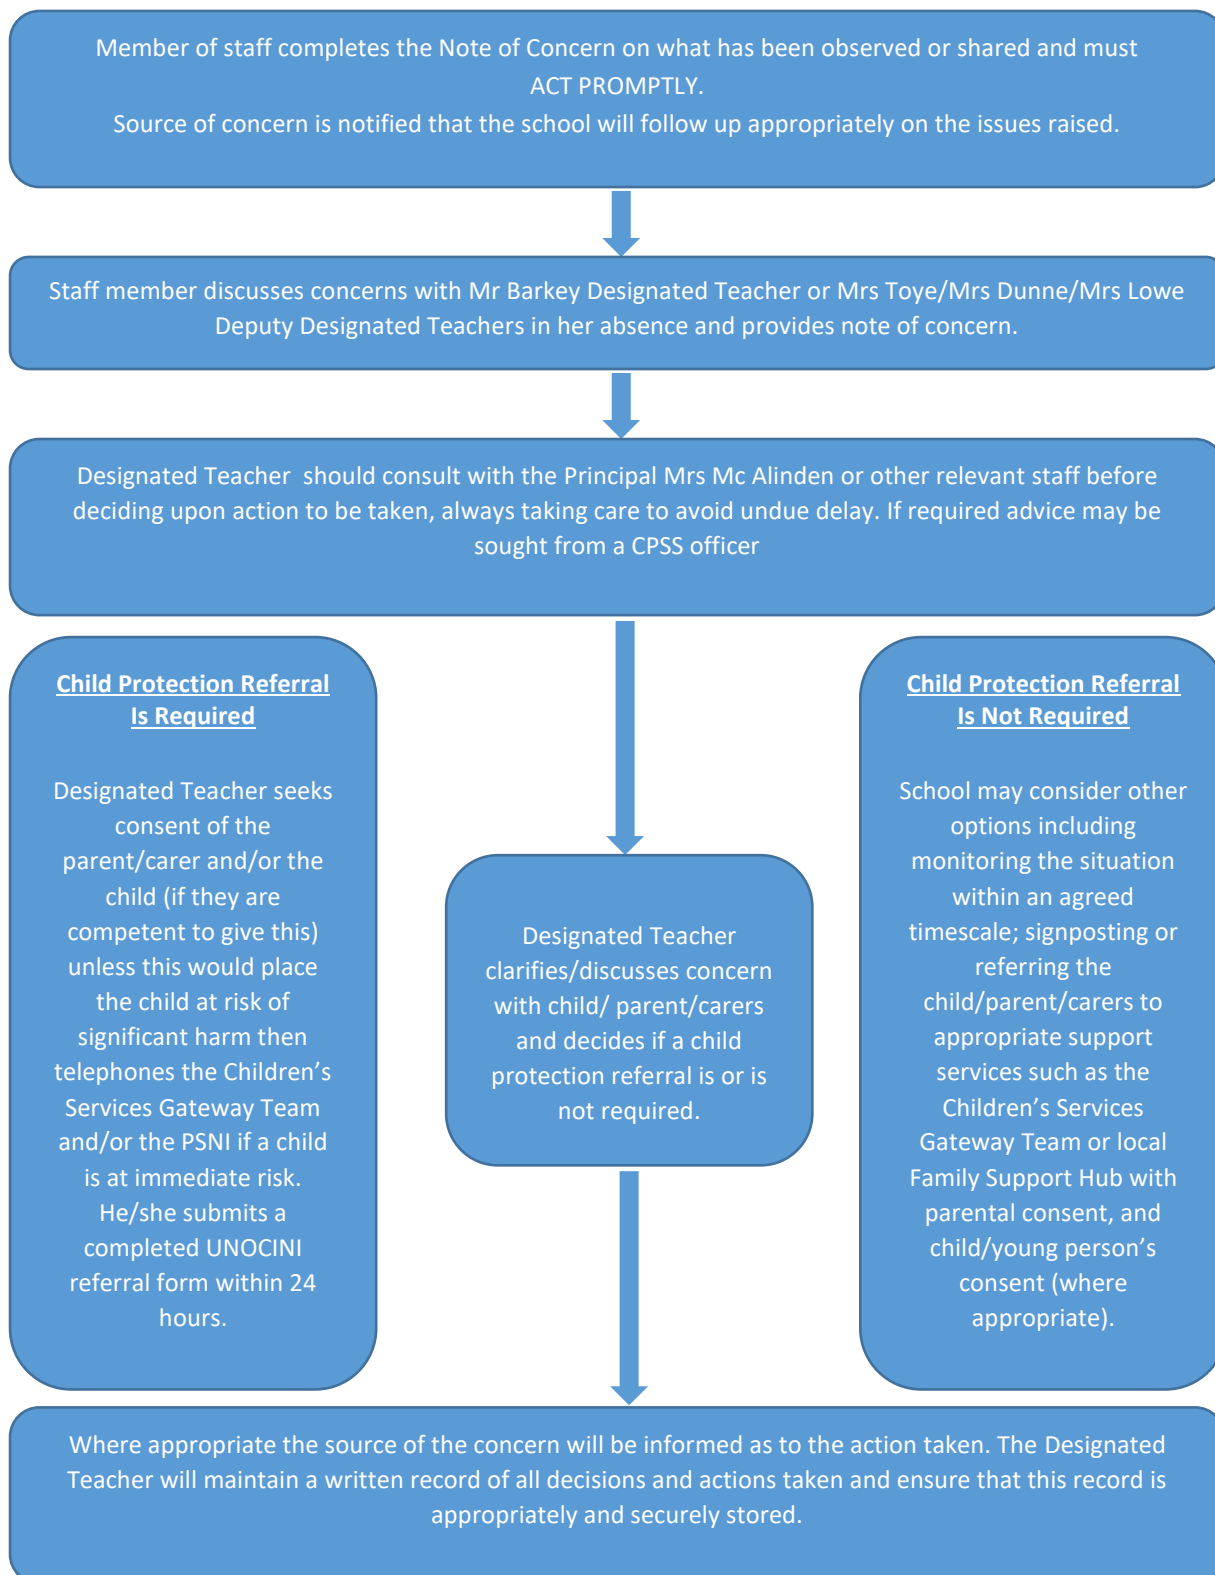 Member of staff completes the Note of Concern on what has been observed or shared and must
ACT PROMPTLY.
Source of concern is notified that the school will follow up appropriately on the issues raised.
Staff member discusses concerns with Mr Barkey Designated Teacher or Mrs Toye/Mrs Dunne/Mrs Lowe
Deputy Designated Teachers in her absence and provides note of concern.
Designated Teacher  should consult with the Principal Mrs Mc Alinden or other relevant staff before
deciding upon action to be taken, always taking care to avoid undue delay. If required advice may be
sought from a CPSS officer
Child Protection Referral
Is Required
Designated Teacher seeks
consent of the
parent/carer and/or the
child (if they are
competent to give this)
unless this would place
the child at risk of
significant harm then
telephones the Children’s
Services Gateway Team
and/or the PSNI if a child
is at immediate risk.
He/she submits a
completed UNOCINI
referral form within 24
hours.
Designated Teacher
clarifies/discusses concern
with child/ parent/carers
and decides if a child
protection referral is or is
not required.
Child Protection Referral
Is Not Required
School may consider other
options including
monitoring the situation
within an agreed
timescale; signposting or
referring the
child/parent/carers to
appropriate support
services such as the
Children’s Services
Gateway Team or local
Family Support Hub with
parental consent, and
child/young person’s
consent (where
appropriate).
Where appropriate the source of the concern will be informed as to the action taken. The Designated
Teacher will maintain a written record of all decisions and actions taken and ensure that this record is
appropriately and securely stored.